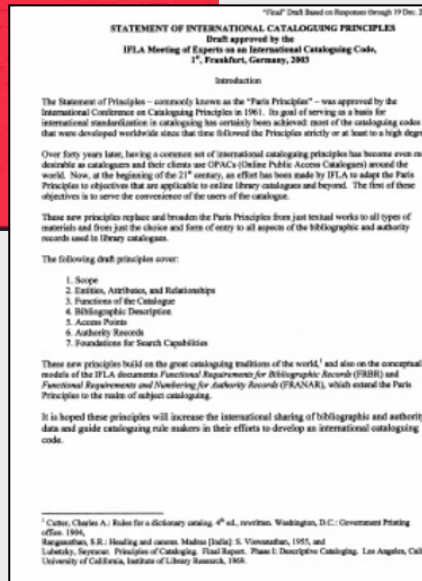 "Final" Draft Based on Responses through 19 Dec. 2
STATEMENT OF INTERNATIONAL CATALOGUING PRINCIPLES
Draft approved by the
IFLA Meeting of Experts on an International Cataloguing Code,
1st, Frankfurt, Germany, 2003
Introduction
The Statement of Principles – commonly known as the "Paris Principles" – was approved by the
International Conference on Cataloguing Principles in 1961. Its goal of serving as a basis for
international standardization in cataloguing has certainly been achieved: most of the cataloguing codes
that were developed worldwide since that time followed the Principles strictly or at least to a high degre
Over forty years later, having a common set of international cataloguing principles has become even mo
desirable as cataloguers and their clients use OPACs (Online Public Access Catalogues) around the
world. Now, at the beginning of the 21st century, an effort has been made by IFLA to adapt the Paris
Principles to objectives that are applicable to online library catalogues and beyond. The first of these
objectives is to serve the convenience of the users of the catalogue.
These new principles replace and broaden the Paris Principles from just textual works to all types of
materials and from just the choice and form of entry to all aspects of the bibliographic and authority
records used in library catalogues.
The following draft principles cover:
1. Scope
2. Entities, Attributes, and Relationships
3. Functions of the Catalogue
4. Bibliographic Description
5. Access Points
6. Authority Records
7. Foundations for Search Capabilities
These new principles build on the great cataloguing traditions of the world,1 and also on the conceptual
models of the IFLA documents Functional Requirements for Bibliographic Records (FRBR) and
Functional Requirements and Numbering for Authority Records (FRANAR), which extend the Paris
Principles to the realm of subject cataloguing.
It is hoped these principles will increase the international sharing of bibliographic and authority
data and guide cataloguing rule makers in their efforts to develop an international cataloguing
code.
1 Cutter, Charles A.: Rules for a dictionary catalog. 4th ed., rewritten. Washington, D.C.: Government Printing
office. 1904,
Ranganathan, S.R.: Heading and canons. Madras [India]: S. Viswanathan, 1955, and
Lubetzky, Seymour. Principles of Cataloging. Final Report. Phase I: Descriptive Cataloging. Los Angeles, Cali
University of California, Institute of Library Research, 1969.